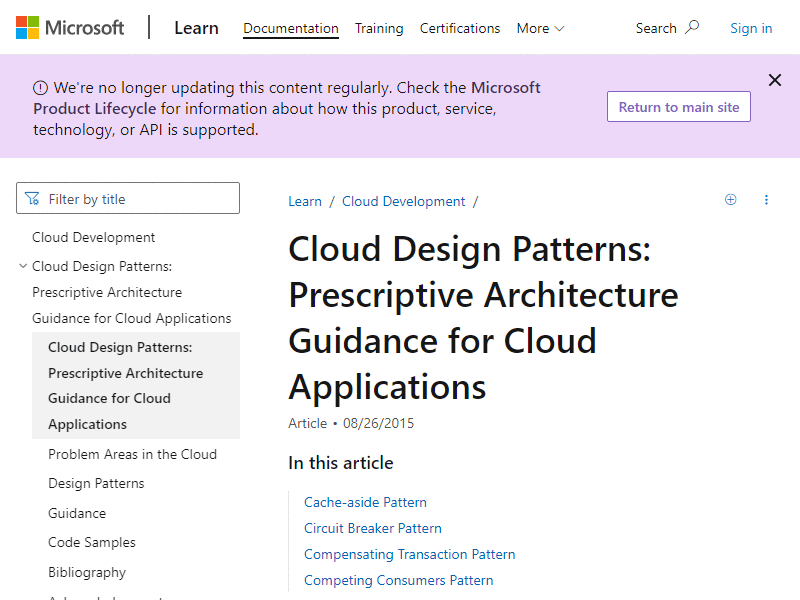 Microsoft
Learn
Documentation
Training
Certifications
More
Search
Sign in
We're no longer updating this content regularly. Check the Microsoft
Product Lifecycle for information about how this product, service,
technology, or API is supported.
Return to main site
Filter by title
Cloud Development
Cloud Design Patterns:
Prescriptive Architecture
Guidance for Cloud Applications
Cloud Design Patterns:
Prescriptive Architecture
Guidance for Cloud
Applications
Problem Areas in the Cloud
Design Patterns
Guidance
Code Samples
Bibliography
Learn / Cloud Development /
Cloud Design Patterns:
Prescriptive Architecture
Guidance for Cloud
Applications
Article • 08/26/2015
In this article
Cache-aside Pattern
Circuit Breaker Pattern
Compensating Transaction Pattern
Competing Consumers Pattern